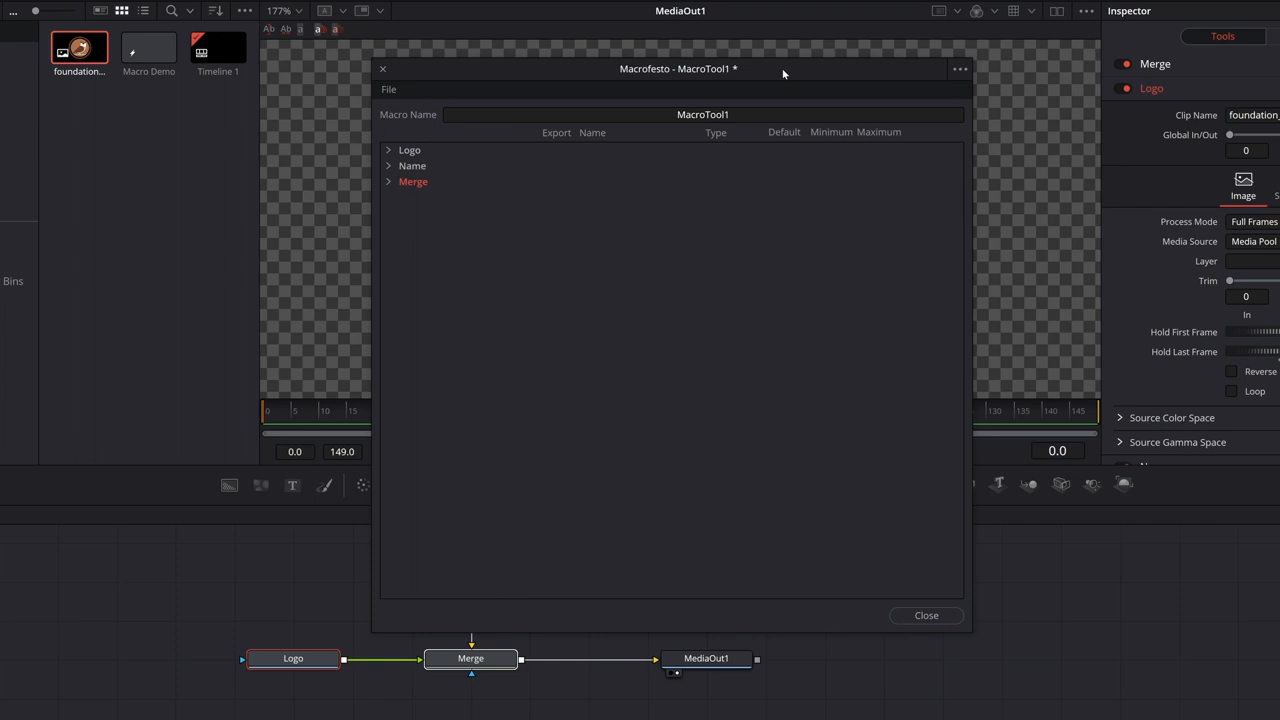 ...
177%
MediaOut1
Inspector
Tools
foundation...
Macro Demo
Timeline 1
Macrofesto - MacroTool1 *
File
Macro Name
MacroTool1
Export Name Type Default Minimum Maximum
Logo
Name
Merge
Merge
Logo
Clip Name foundation_
Global In/Out
0
Image
Process Mode Full Frames
Media Source Media Pool
Layer
Trim
0
In
Hold First Frame
Hold Last Frame
Reverse
Loop
Source Color Space
Source Gamma Space
Bins
0 5 10 15
130 135 140 145
0.0 149.0
0.0
Close
Logo
Merge
MediaOut1